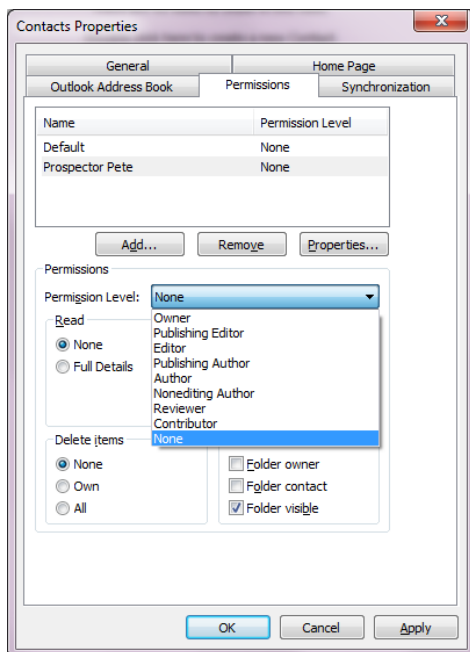 Contacts Properties
General Home Page
Outlook Address Book Permissions Synchronization
Name Permission Level
Default None
Prospector Pete None
Add... Remove Properties...
Permissions
Permission Level: None
Owner
Publishing Editor
Editor
Publishing Author
Author
Nonediting Author
Reviewer
Contributor
None
Read
None
Full Details
Delete items
None
Own
All
Folder owner
Folder contact
Folder visible
OK Cancel Apply